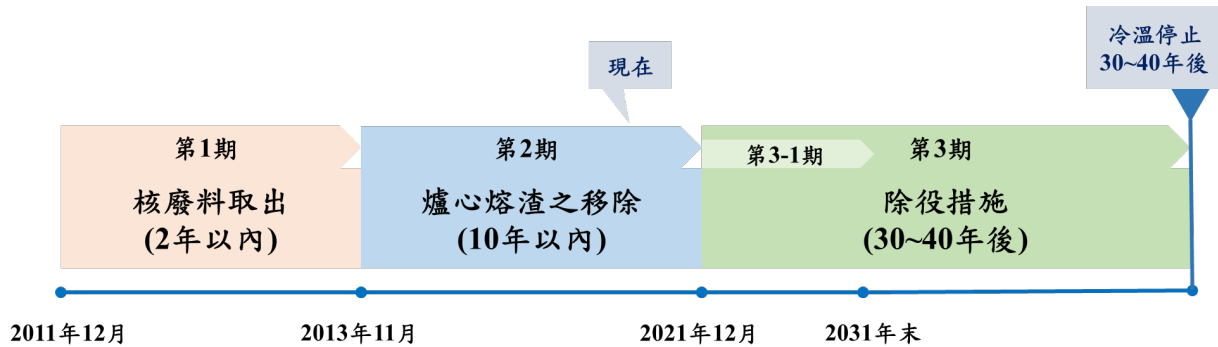 冷溫停止
30~40年後
現在
第1期
第2期
第3-1期
第3期
核廢料取出
(2年以內)
爐心熔渣之移除
(10年以內)
除役措施
(30~40年後)
2011年12月
2013年11月
2021年12月
2031年末